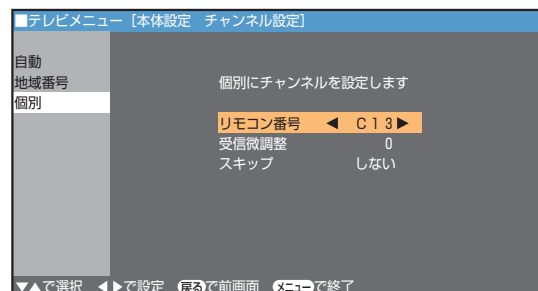 ■テレビメニュー［本体設定　チャンネル設定］
自動
地域番号
個別
個別にチャンネルを設定します
リモコン番号　◀　C13▶
受信微調整　0
スキップ　しない
▼▲で選択　◀▶で設定　戻るで前画面　メニューで終了